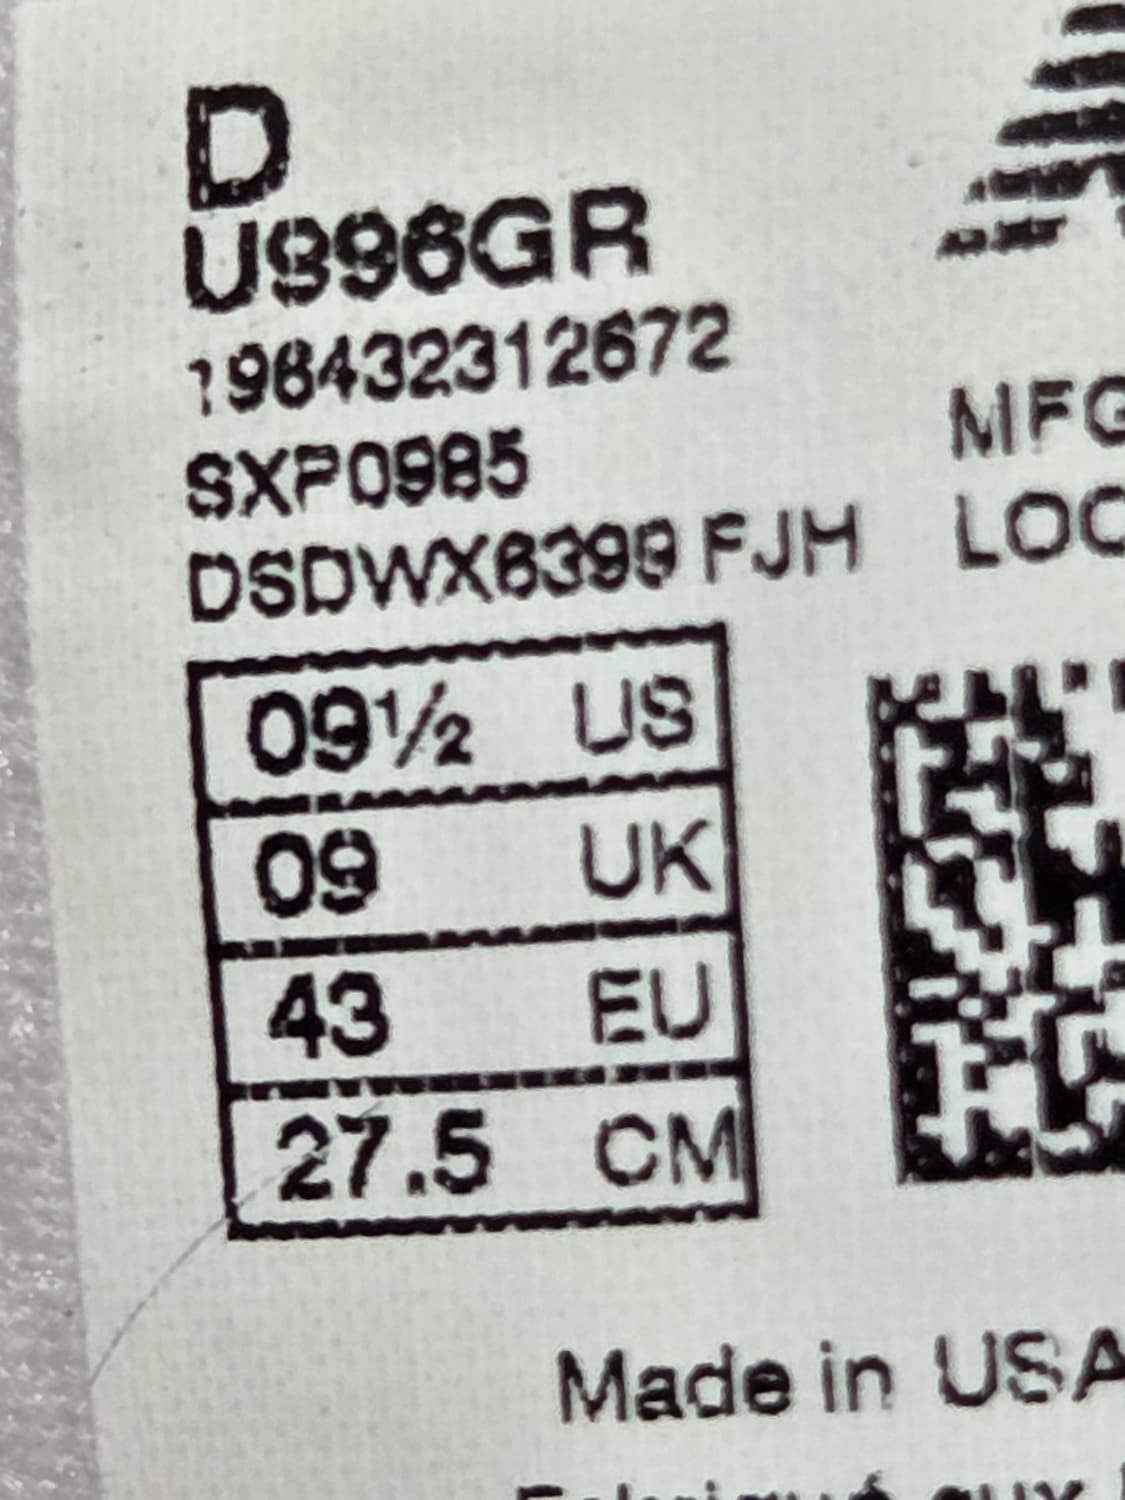 D
U996GR
196432312672
SXP0985
DSDWX6399 FJH
MFG
LOC
09½ US
09 UK
43 EU
27.5 CM
Made in USA